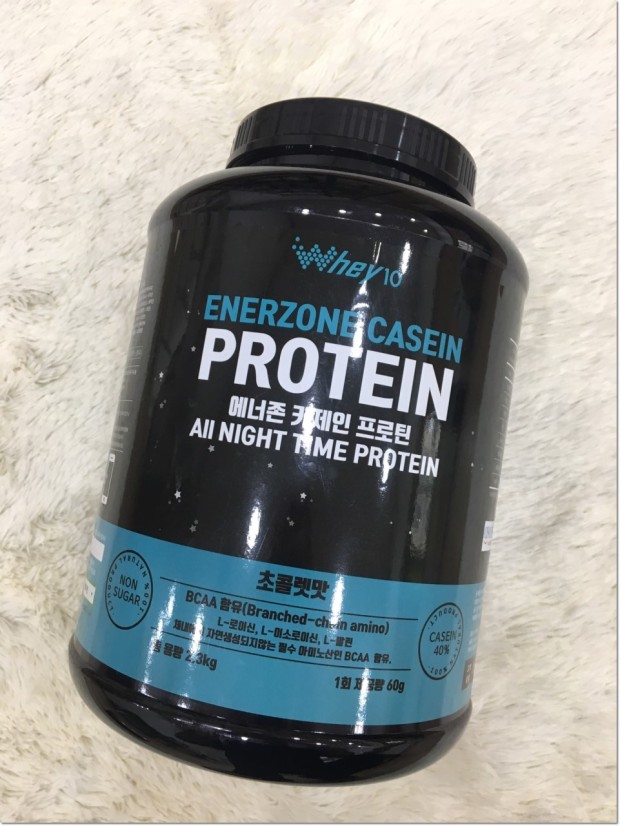 Whey10
ENERZONE CASEIN
PROTEIN
에너존 카제인 프로틴
All NIGHT TIME PROTEIN
초콜렛맛
BCAA 함유(Branched-chain amino)
L-로이신, L-이소로이신, L-발린
자연생성되지않는 필수 아미노산인 BCAA 함유.
용량 2.3kg
1회 제공량 60g
NON
SUGAR
CASEIN
40%